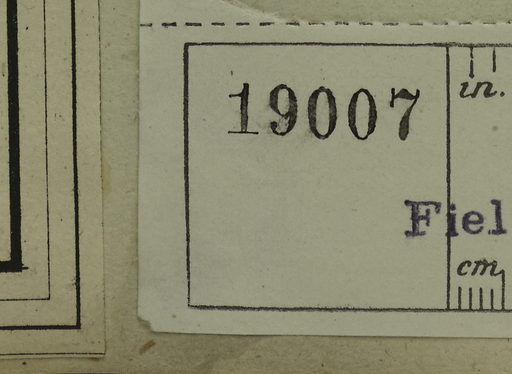 in.
19007
Fiel
cm